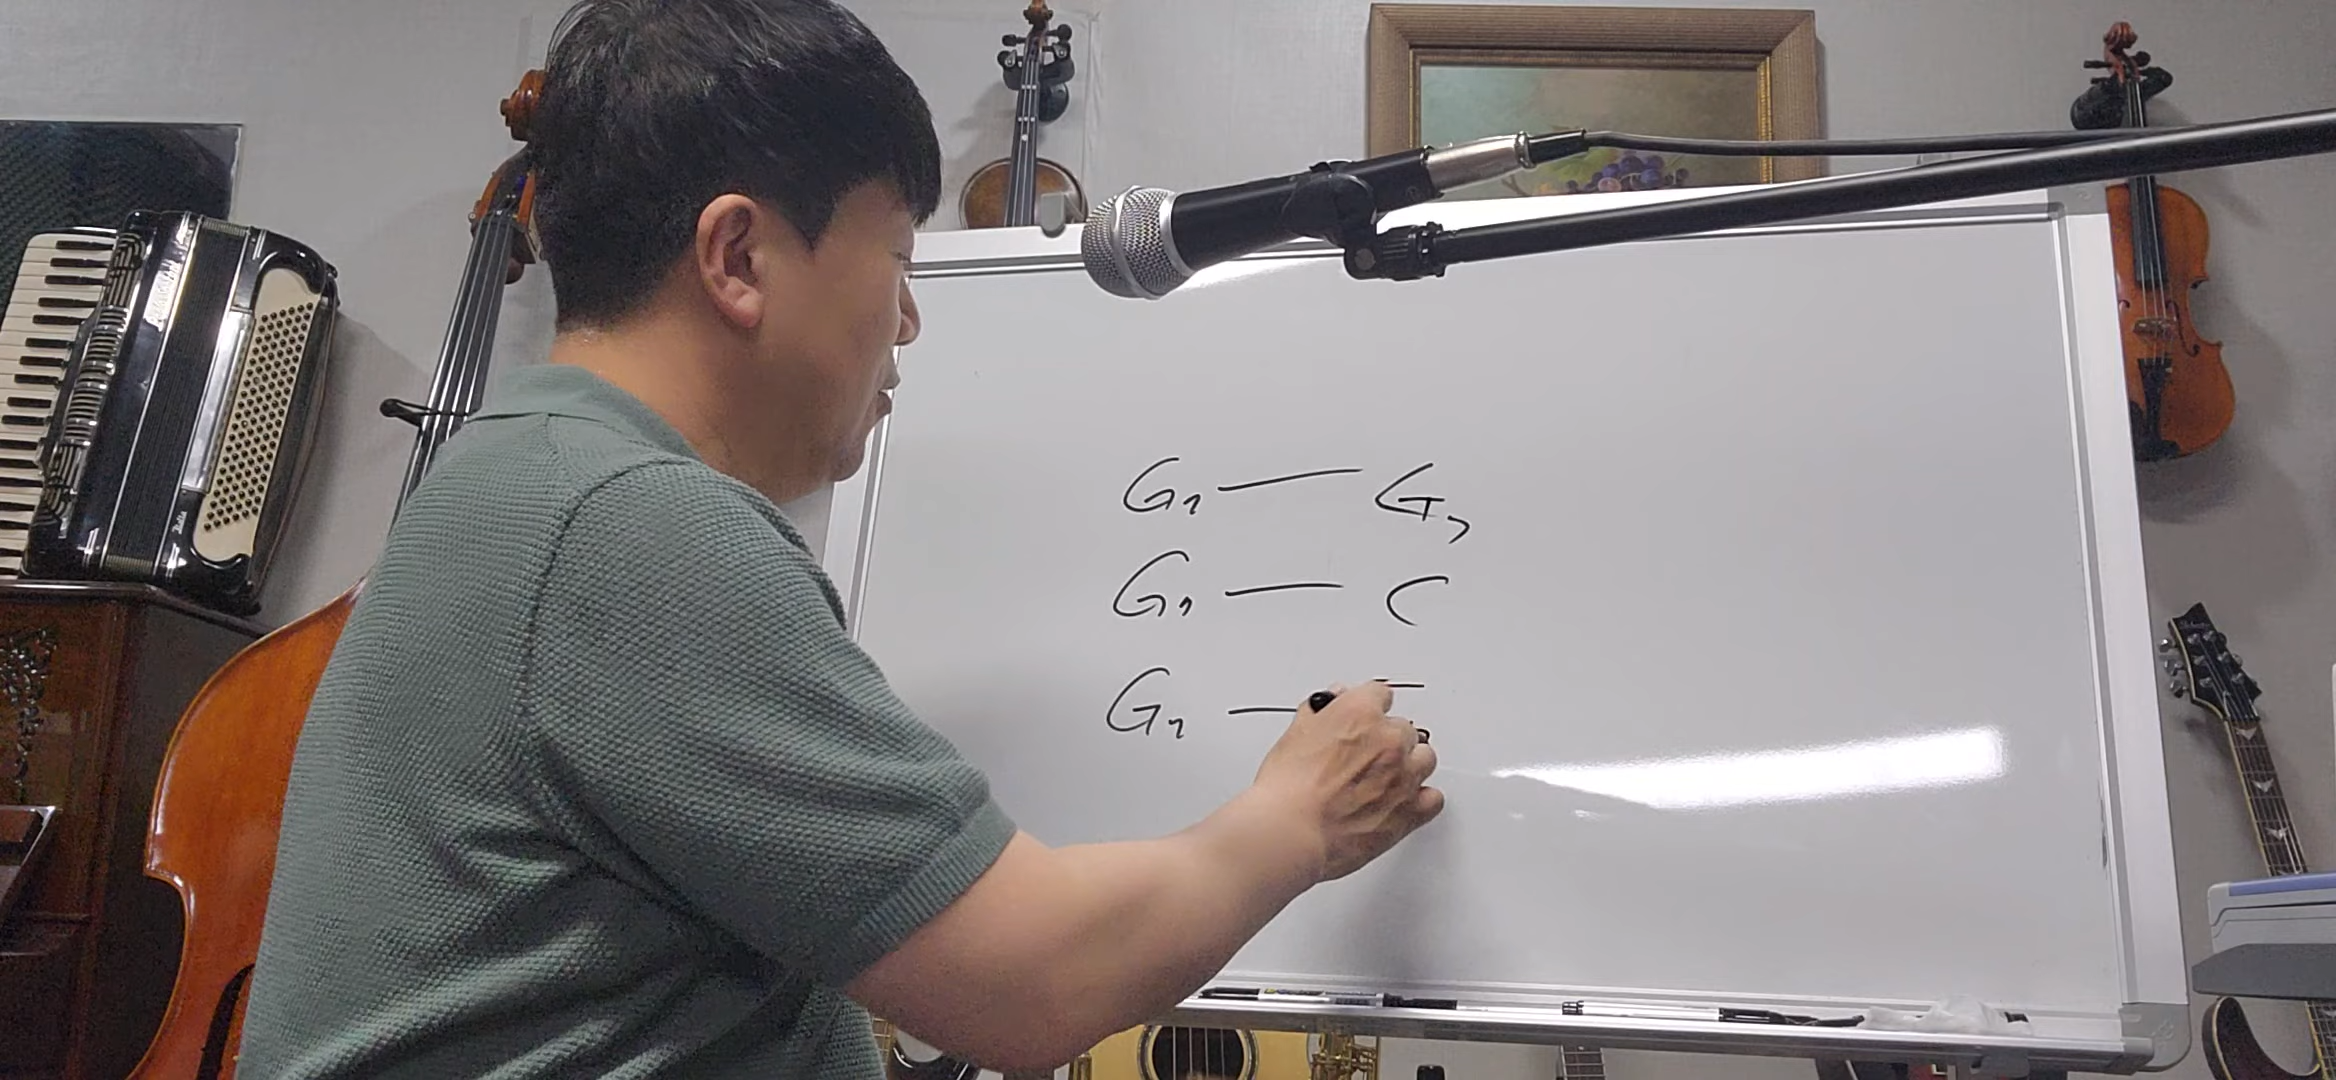 G7 — G7
G7 — C
G7 —